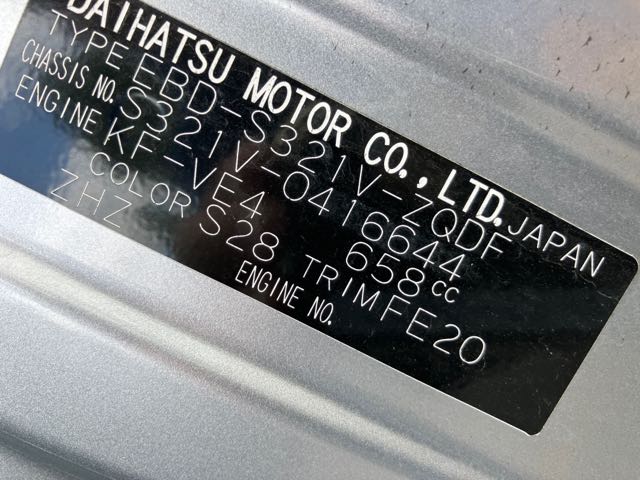 DAIHATSU MOTOR CO., LTD. JAPAN
TYPE EBD-S321V-ZQDF
CHASSIS NO. S321V-0416644
ENGINE KF-VE4 658cc
COLOR S28 TRIM FE20
ZHZ
ENGINE NO.